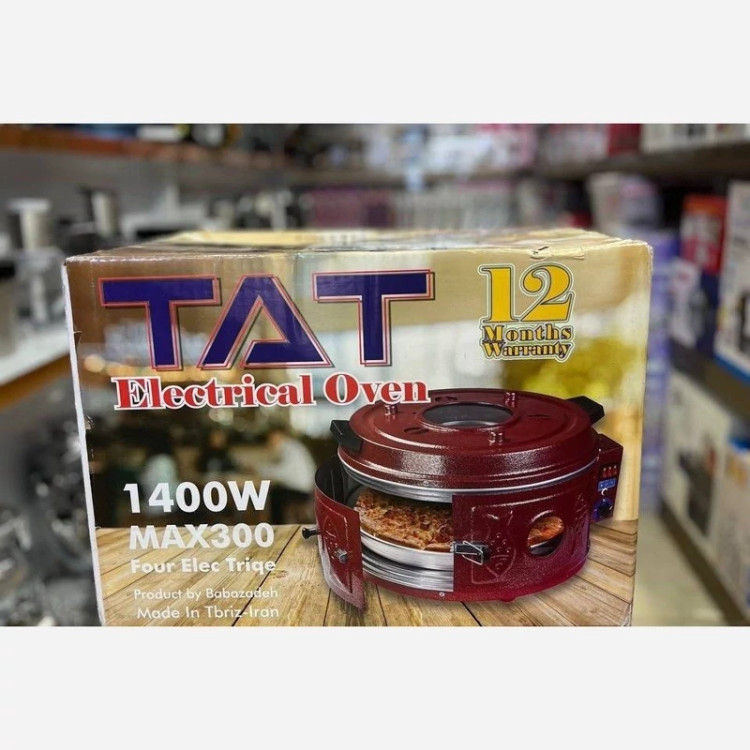 TAT
Electrical Oven
12
Months
Warranty
1400W
MAX300
Four Elec Triqe
Product by Babazadeh
Made In Tbriz-Iran